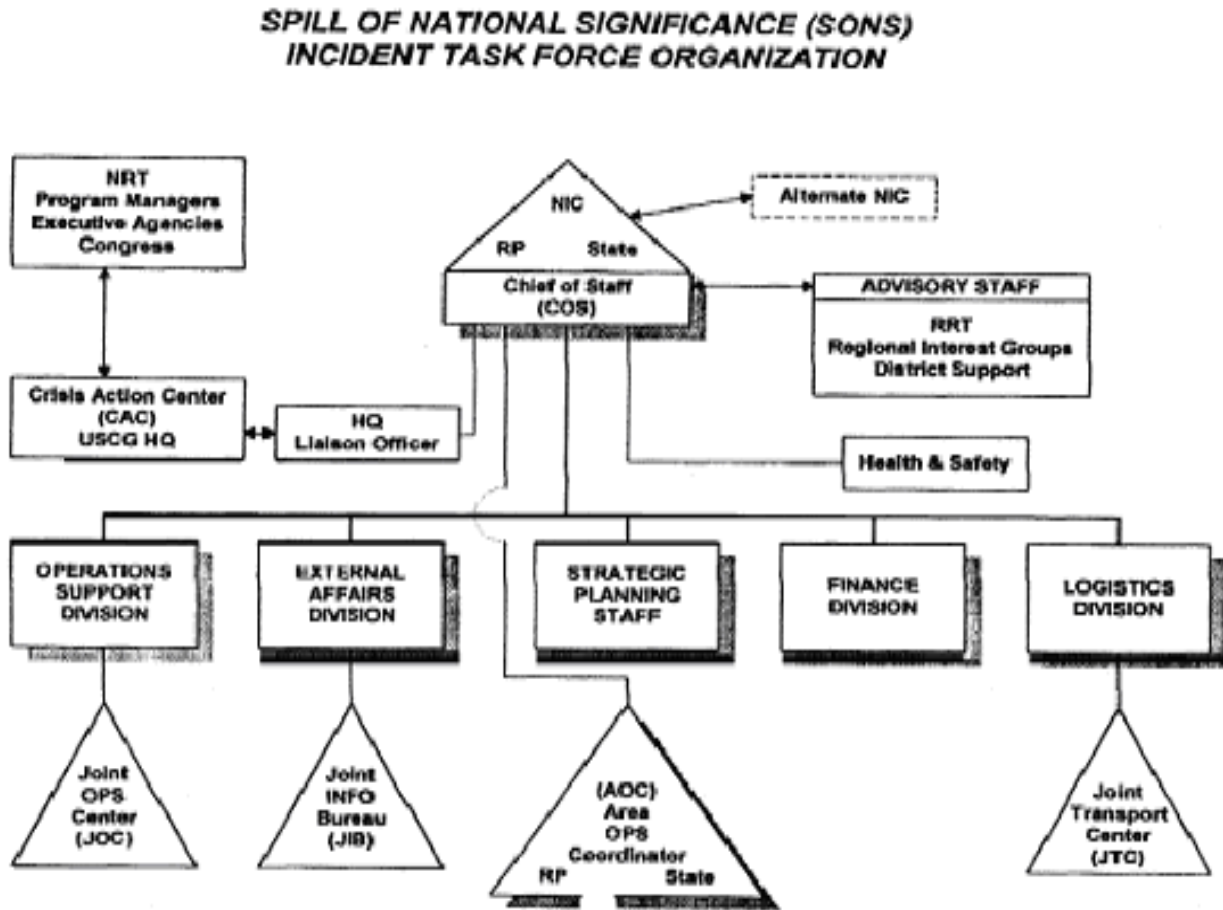 SPILL OF NATIONAL SIGNIFICANCE (SONS)
INCIDENT TASK FORCE ORGANIZATION
NRT
Program Managers
Executive Agencies
Congress
NIC
RP State
Chief of Staff
(COS)
Alternate NIC
ADVISORY STAFF
RRT
Regional Interest Groups
District Support
Crisis Action Center
(CAC)
USCG HQ
HQ
Liaison Officer
Health & Safety
OPERATIONS
SUPPORT
DIVISION
EXTERNAL
AFFAIRS
DIVISION
STRATEGIC
PLANNING
STAFF
FINANCE
DIVISION
LOGISTICS
DIVISION
Joint
OPS
Center
(JOC)
Joint
INFO
Bureau
(JIB)
(AOC)
Area
OPS
Coordinator
RP State
Joint
Transport
Center
(JTC)